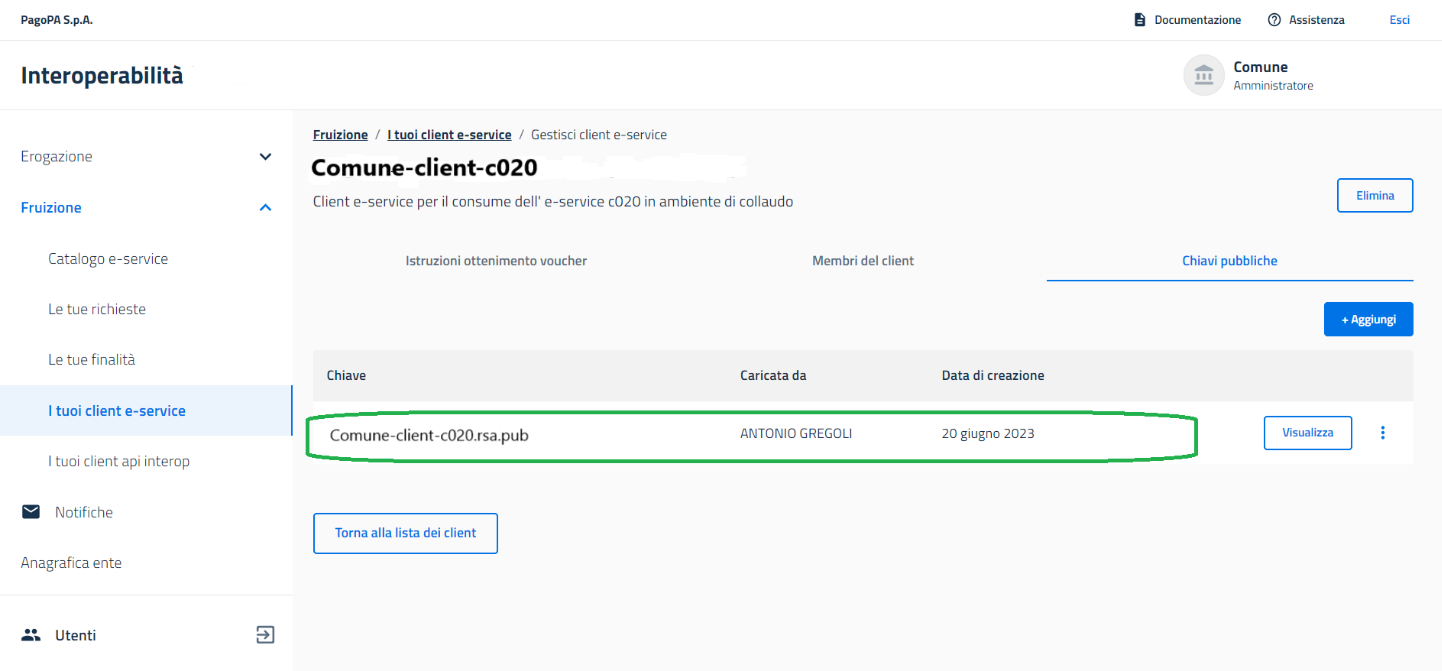 PagoPA S.p.A.
Documentazione
Assistenza
Esci
Interoperabilità
Comune
Amministratore
Erogazione
Fruizione
Catalogo e-service
Le tue richieste
Le tue finalità
I tuoi client e-service
I tuoi client api interop
Notifiche
Anagrafica ente
Utenti
Fruizione / I tuoi client e-service / Gestisci client e-service
Comune-client-c020
Client e-service per il consume dell' e-service c020 in ambiente di collaudo
Elimina
Istruzioni ottenimento voucher
Membri del client
Chiavi pubbliche
+ Aggiungi
Chiave Caricata da Data di creazione
Comune-client-c020.rsa.pub ANTONIO GREGOLI 20 giugno 2023 Visualizza
Torna alla lista dei client